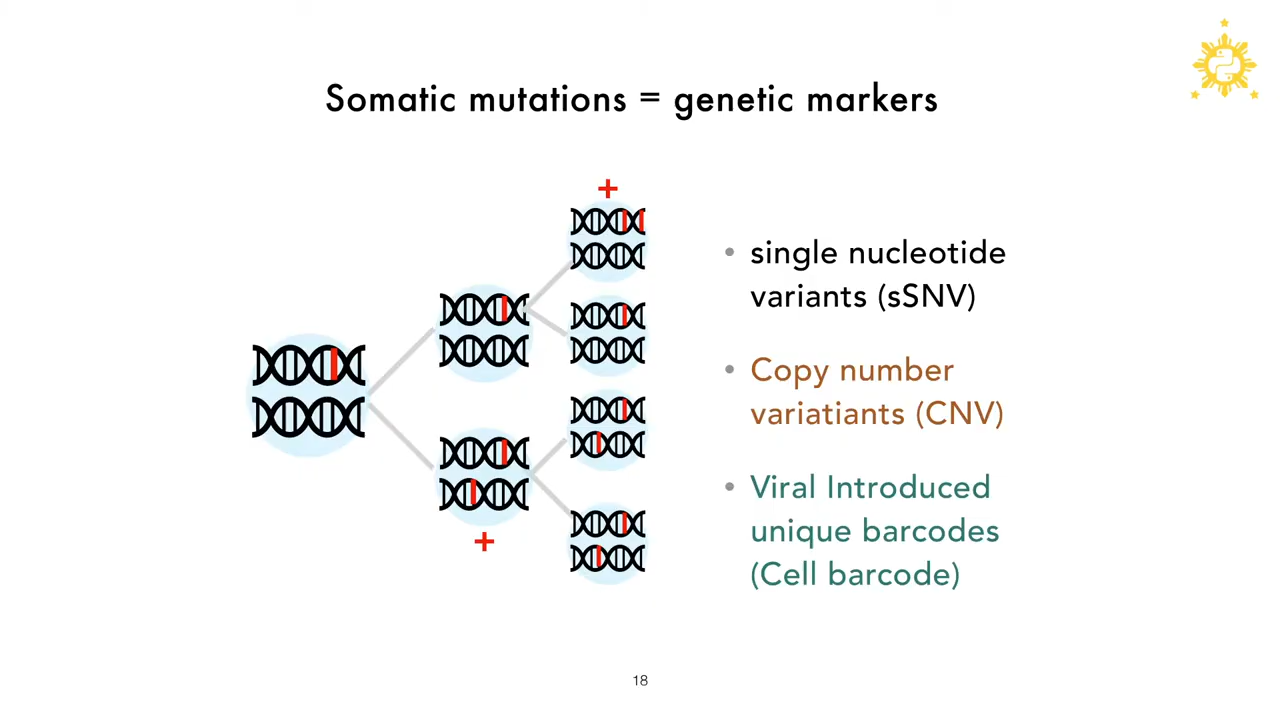 Somatic mutations = genetic markers
+
+
• single nucleotide
variants (sSNV)
• Copy number
variatiants (CNV)
• Viral Introduced
unique barcodes
(Cell barcode)
18